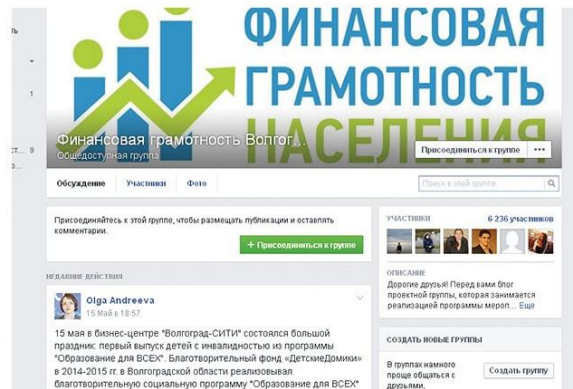 ФИНАНСОВАЯ
ГРАМОТНОСТЬ
НАСЕЛЕНИЯ
Финансовая грамотность Волгог...
Общедоступная группа
Присоединиться к группе •••
Обсуждение Участники Фото
Поиск в этой группе
Присоединяйтесь к этой группе, чтобы размещать публикации и оставлять
комментарии.
+ Присоединиться к группе
НЕДАВНИЕ ДЕЙСТВИЯ
Olga Andreeva
15 Май в 18:57
15 мая в бизнес-центре "Волгоград-СИТИ" состоялся большой
праздник: первый выпуск детей с инвалидностью из программы
"Образование для ВСЕХ". Благотворительный фонд «ДетскиеДомики»
в 2014-2015 гг. в Волгоградской области реализовывал
благотворительную социальную программу "Образование для ВСЕХ"
УЧАСТНИКИ 6 236 участников
ОПИСАНИЕ
Дорогие друзья! Перед вами блог
проектной группы, которая занимается
реализацией программы мероп... Еще
СОЗДАТЬ НОВЫЕ ГРУППЫ
В группах намного
проще общаться с
друзьями,
Создать группу